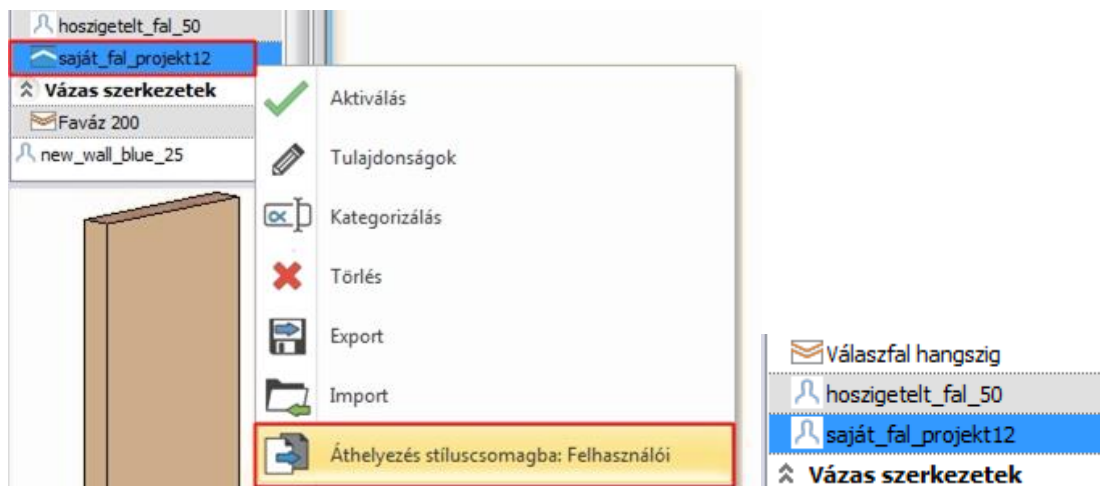 hoszigetelt_fal_50
saját_fal_projekt12
Vázas szerkezetek
Faváz 200
new_wall_blue_25
Aktiválás
Tulajdonságok
Kategorizálás
Törlés
Export
Import
Áthelyezés stíluscsomagba: Felhasználói
Válaszfal hangszig
hoszigetelt_fal_50
saját_fal_projekt12
Vázas szerkezetek